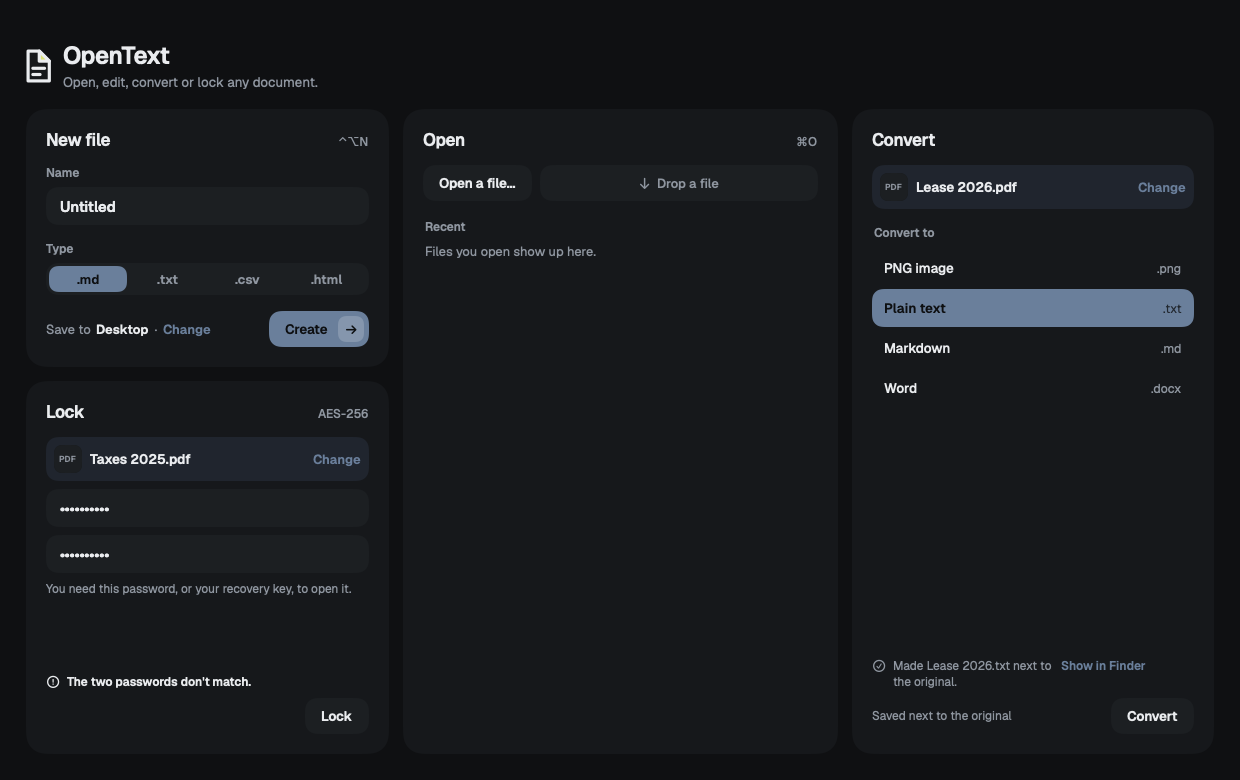 OpenText
Open, edit, convert or lock any document.
New file
⌃⌥N
Name
Untitled
Type
.md
.txt
.csv
.html
Save to Desktop · Change
Create →
Lock
AES-256
PDF
Taxes 2025.pdf
Change
••••••••••
••••••••••
You need this password, or your recovery key, to open it.
The two passwords don't match.
Lock
Open
⌘O
Open a file...
↓ Drop a file
Recent
Files you open show up here.
Convert
PDF
Lease 2026.pdf
Change
Convert to
PNG image
.png
Plain text
.txt
Markdown
.md
Word
.docx
Made Lease 2026.txt next to
the original.
Show in Finder
Saved next to the original
Convert